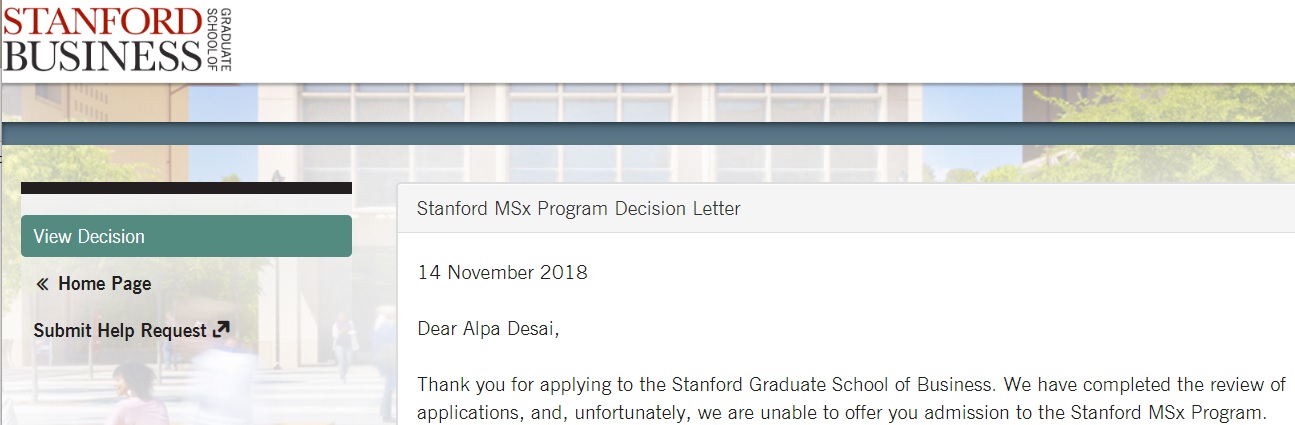 STANFORD
BUSINESS
GRADUATE
SCHOOL OF
View Decision
« Home Page
Submit Help Request
Stanford MSx Program Decision Letter
14 November 2018
Dear Alpa Desai,
Thank you for applying to the Stanford Graduate School of Business. We have completed the review of
applications, and, unfortunately, we are unable to offer you admission to the Stanford MSx Program.